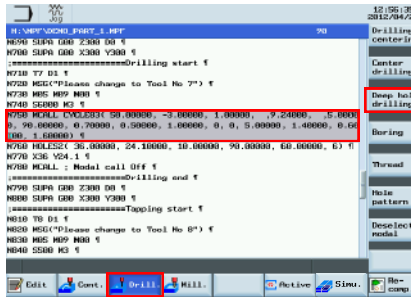 Jog
12:56:35
2012/04/
N:\MPF\DEMO_PART_1.MPF 70
N690 SUPA G00 Z300 D0 ¶
N700 SUPA G00 X300 Y300 ¶
;===================Drilling start ¶
N710 T7 D1 ¶
N720 MSG("Please change to Tool No 7") ¶
N730 M05 M09 M00 ¶
N740 S6000 M3 ¶
N750 MCALL CYCLE83( 50.00000, -3.00000, 1.00000, ,9.24000, ,5.0000
0, 90.00000, 0.70000, 0.50000, 1.00000, 0, 0, 5.00000, 1.40000, 0.60
000, 1.60000) ¶
N760 HOLES2( 36.00000, 24.10000, 10.00000, 90.00000, 60.00000, 6) ¶
N770 X36 Y24.1 ¶
N780 MCALL ; Modal call Off ¶
;===================Drilling end ¶
N790 SUPA G00 Z300 D0 ¶
N800 SUPA G00 X300 Y300 ¶
;===================Tapping start ¶
N810 T8 D1 ¶
N820 MSG("Please change to Tool No 8") ¶
N830 M05 M09 M00 ¶
N840 S500 M3 ¶
Drilling
centerin
Center
drilling
Deep hol
drilling
Boring
Thread
Hole
pattern
Deselect
modal
Edit
Cont.
Drill.
Mill.
Active
Simu.
Re-
comp